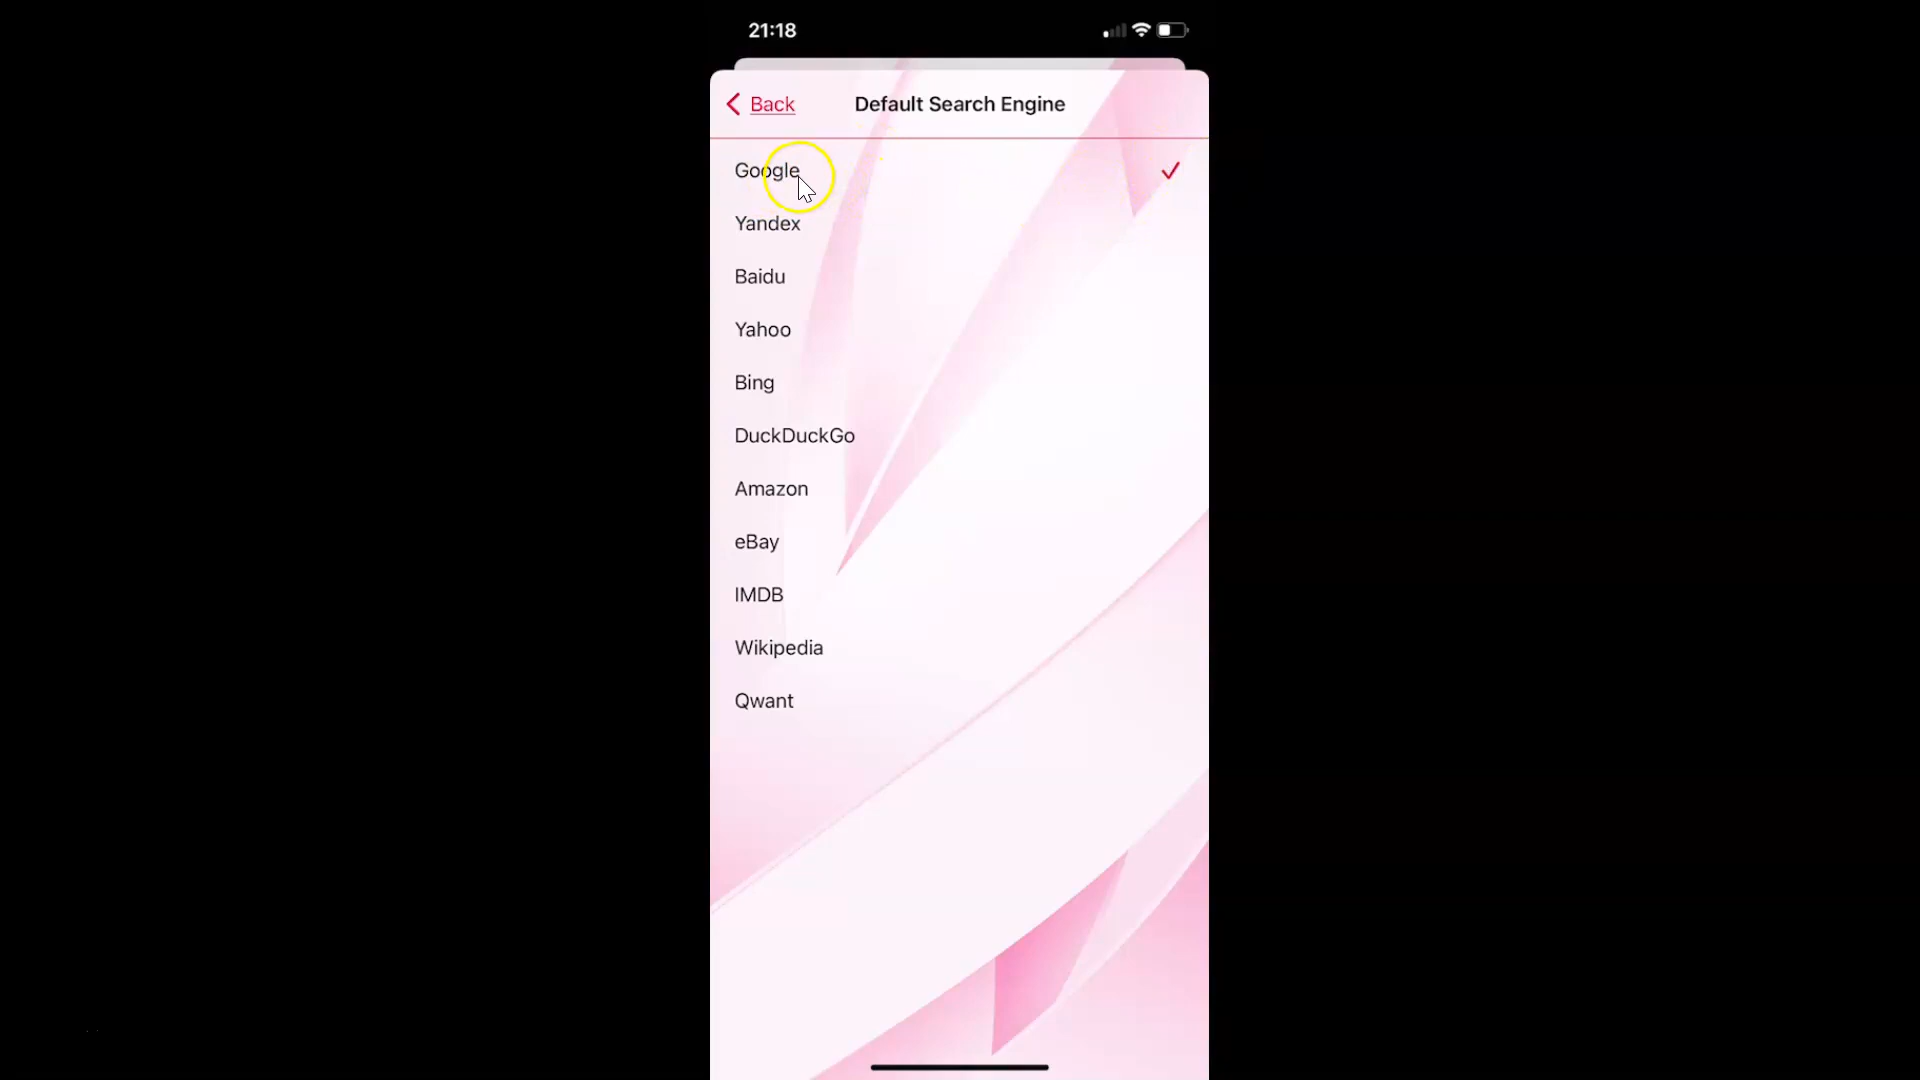 21:18
Back
Default Search Engine
Google
Yandex
Baidu
Yahoo
Bing
DuckDuckGo
Amazon
eBay
IMDB
Wikipedia
Qwant